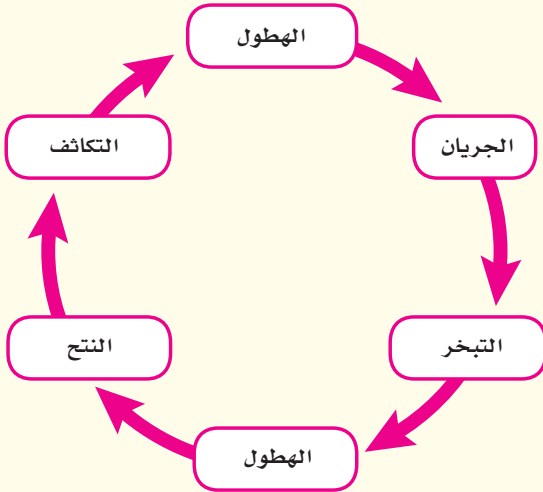 الهطول
الجريان
التبخر
الهطول
النتح
التكاثف